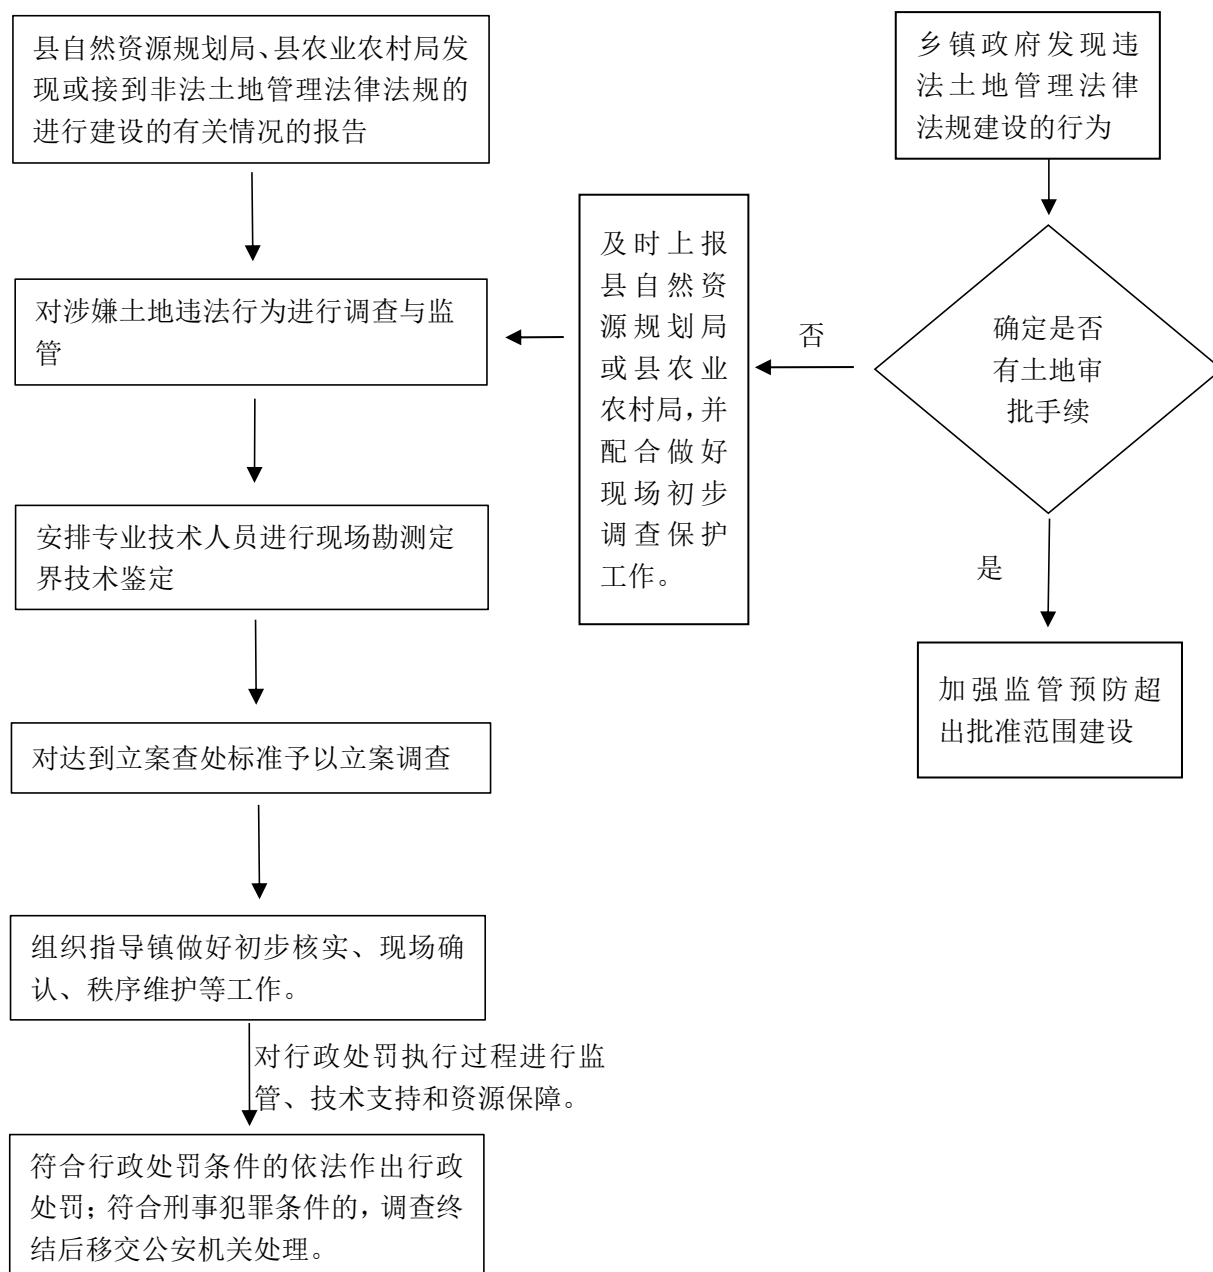 县自然资源规划局、县农业农村局发
现或接到非法土地管理法律法规的
进行建设的有关情况的报告
乡镇政府发现违
法土地管理法律
法规建设的行为
及时上报
县自然资
源规划局
或县农业
农村局，并
配合做好
现场初步
调查保护
工作。
否
确定是否
有土地审
批手续
是
加强监管预防超
出批准范围建设
对涉嫌土地违法行为进行调查与监
管
安排专业技术人员进行现场勘测定
界技术鉴定
对达到立案查处标准予以立案调查
组织指导镇做好初步核实、现场确
认、秩序维护等工作。
对行政处罚执行过程进行监
管、技术支持和资源保障。
符合行政处罚条件的依法作出行政
处罚；符合刑事犯罪条件的，调查终
结后移交公安机关处理。